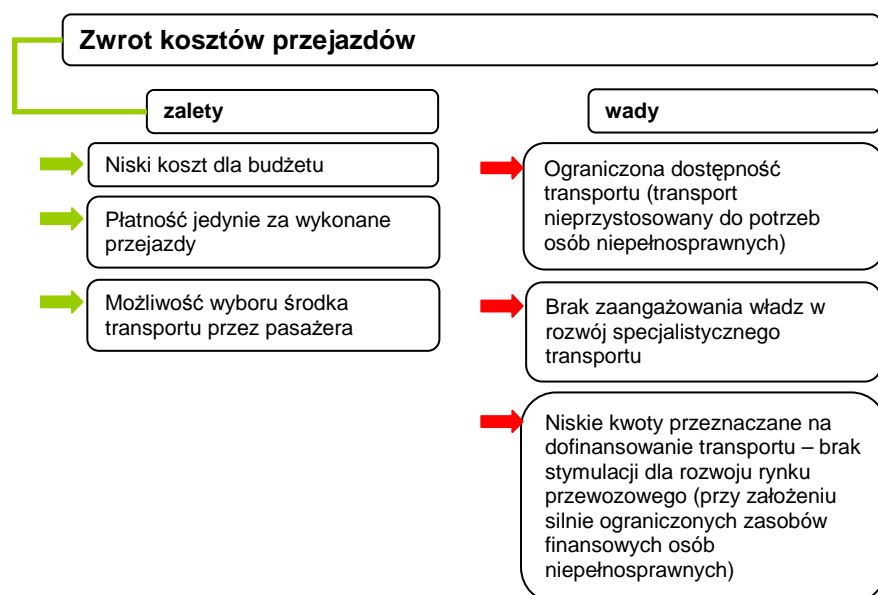 Zwrot kosztów przejazdów
zalety
Niski koszt dla budżetu
Płatność jedynie za wykonane
przejazdy
Możliwość wyboru środka
transportu przez pasażera
wady
Ograniczona dostępność
transportu (transport
nieprzystosowany do potrzeb
osób niepełnosprawnych)
Brak zaangażowania władz w
rozwój specjalistycznego
transportu
Niskie kwoty przeznaczane na
dofinansowanie transportu – brak
stymulacji dla rozwoju rynku
przewozowego (przy założeniu
silnie ograniczonych zasobów
finansowych osób
niepełnosprawnych)